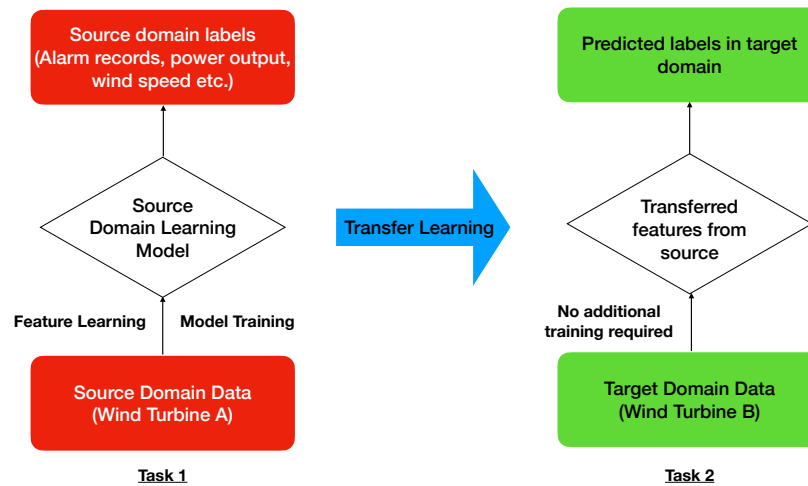 Source domain labels
(Alarm records, power output,
wind speed etc.)
Predicted labels in target
domain
Source
Domain Learning
Model
Transfer Learning
Transferred
features from
source
Feature Learning
Model Training
No additional
training required
Source Domain Data
(Wind Turbine A)
Target Domain Data
(Wind Turbine B)
Task 1
Task 2